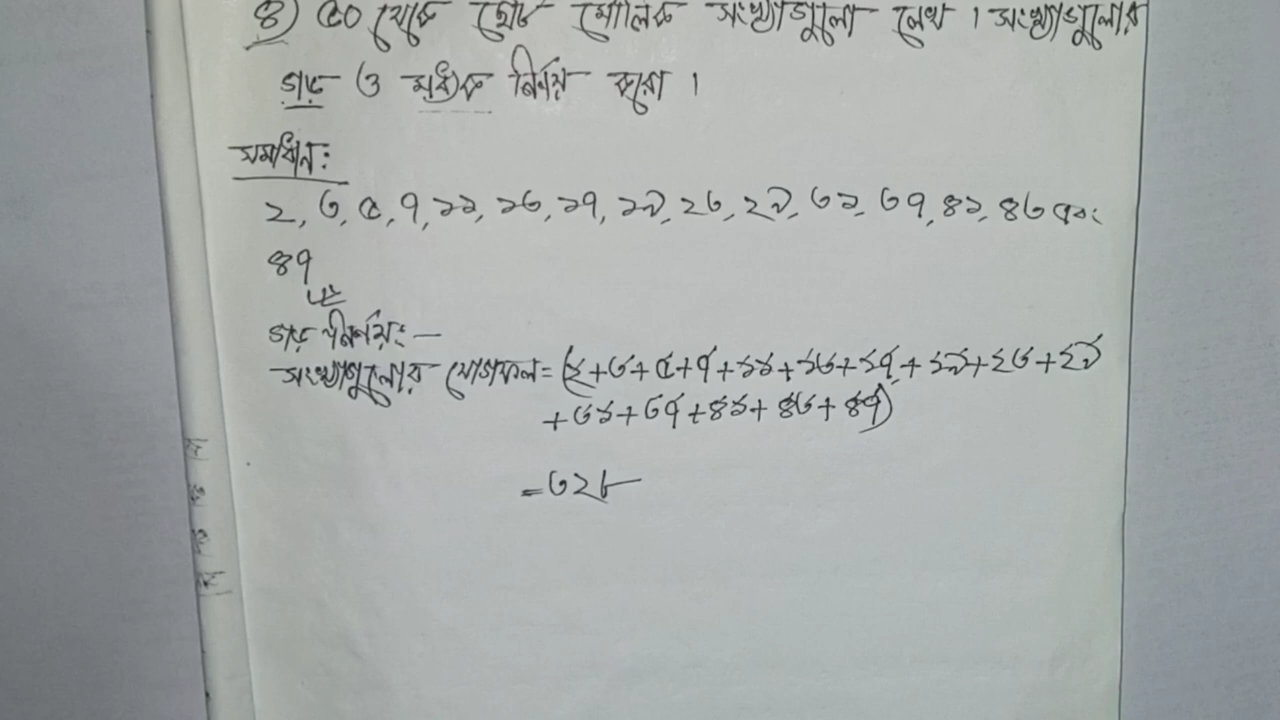 ৪) ৫০ থেকে ছোট মৌলিক সংখ্যাগুলো লেখ । সংখ্যাগুলোর
গড় ও মধ্যক নির্ণয় করো ।
সমাধান:
২, ৩, ৫, ৭, ১১, ১৩, ১৭, ১৯, ২৩, ২৯, ৩১, ৩৭, ৪১, ৪৩ এবং
৪৭
গড় নির্ণয়: —
সংখ্যাগুলোর যোগফল = (২+৩+৫+৭+১১+১৩+১৭+১৯+২৩+২৯
+৩১+৩৭+৪১+৪৩+৪৭)
= ৩২৮